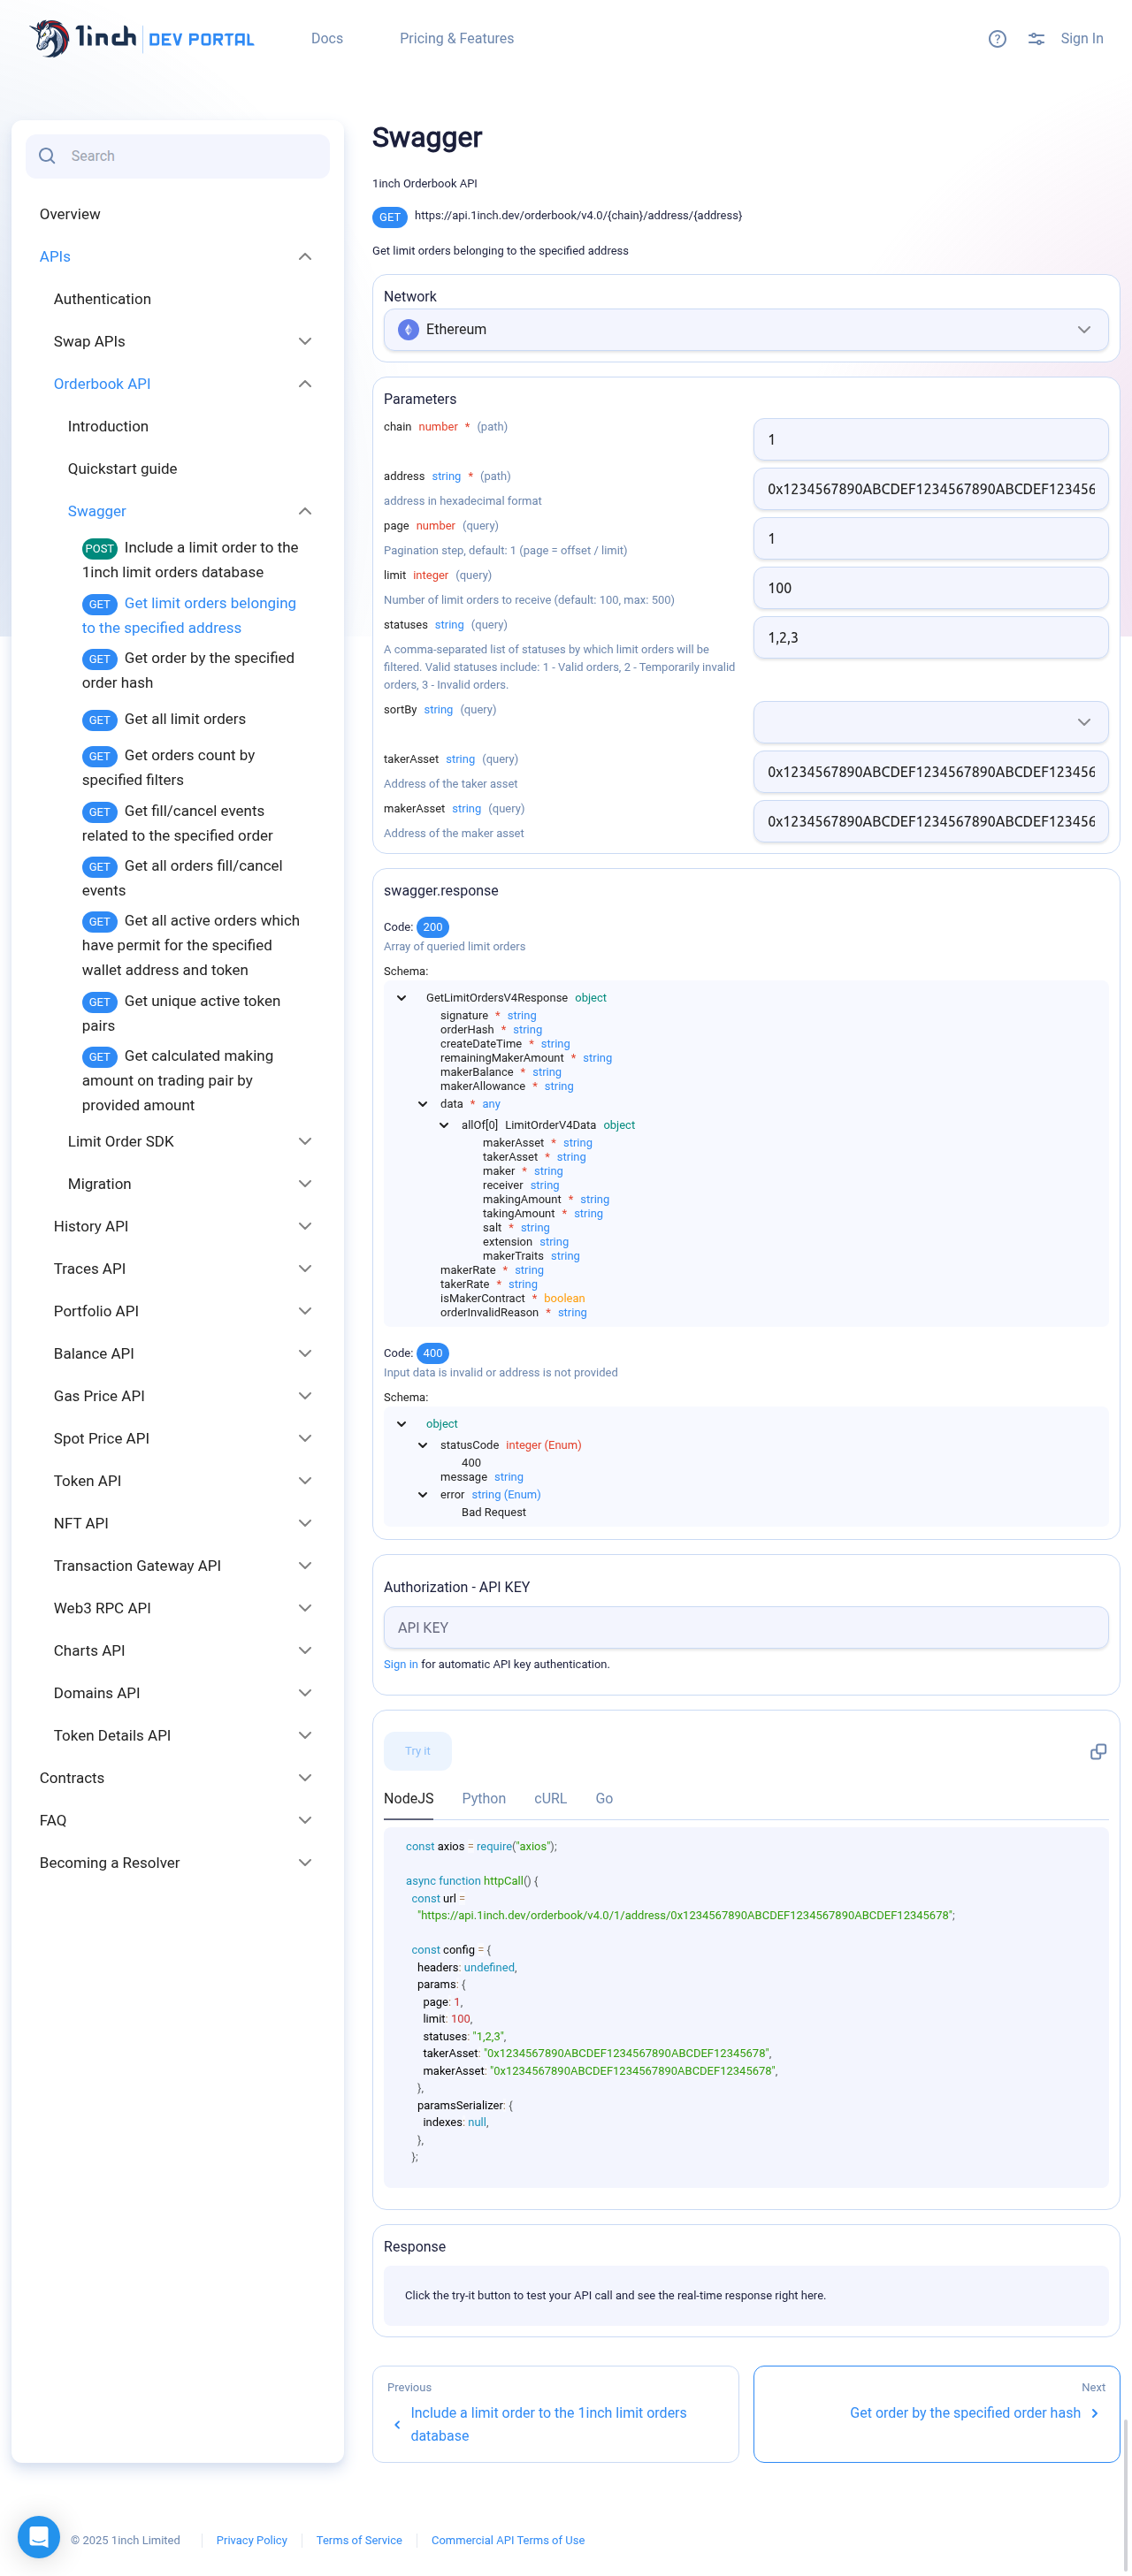 1inch DEV PORTAL
Docs
Pricing & Features
Sign In
Search
Overview
APIs
Authentication
Swap APIs
Orderbook API
Introduction
Quickstart guide
Swagger
POST Include a limit order to the
1inch limit orders database
GET Get limit orders belonging
to the specified address
GET Get order by the specified
order hash
GET Get all limit orders
GET Get orders count by
specified filters
GET Get fill/cancel events
related to the specified order
GET Get all orders fill/cancel
events
GET Get all active orders which
have permit for the specified
wallet address and token
GET Get unique active token
pairs
GET Get calculated making
amount on trading pair by
provided amount
Limit Order SDK
Migration
History API
Traces API
Portfolio API
Balance API
Gas Price API
Spot Price API
Token API
NFT API
Transaction Gateway API
Web3 RPC API
Charts API
Domains API
Token Details API
Contracts
FAQ
Becoming a Resolver
Swagger
1inch Orderbook API
GET https://api.1inch.dev/orderbook/v4.0/{chain}/address/{address}
Get limit orders belonging to the specified address
Network
Ethereum
Parameters
chain number * (path)
1
address string * (path)
address in hexadecimal format
0x1234567890ABCDEF1234567890ABCDEF123456
page number (query)
Pagination step, default: 1 (page = offset / limit)
1
limit integer (query)
Number of limit orders to receive (default: 100, max: 500)
100
statuses string (query)
A comma-separated list of statuses by which limit orders will be
filtered. Valid statuses include: 1 - Valid orders, 2 - Temporarily invalid
orders, 3 - Invalid orders.
1,2,3
sortBy string (query)
takerAsset string (query)
Address of the taker asset
0x1234567890ABCDEF1234567890ABCDEF123456
makerAsset string (query)
Address of the maker asset
0x1234567890ABCDEF1234567890ABCDEF123456
swagger.response
Code: 200
Array of queried limit orders
Schema:
GetLimitOrdersV4Response object
signature * string
orderHash * string
createDateTime * string
remainingMakerAmount * string
makerBalance * string
makerAllowance * string
data * any
allOf[0] LimitOrderV4Data object
makerAsset * string
takerAsset * string
maker * string
receiver string
makingAmount * string
takingAmount * string
salt * string
extension string
makerTraits string
makerRate * string
takerRate * string
isMakerContract * boolean
orderInvalidReason * string
Code: 400
Input data is invalid or address is not provided
Schema:
object
statusCode integer (Enum)
400
message string
error string (Enum)
Bad Request
Authorization - API KEY
API KEY
Sign in for automatic API key authentication.
Try it
NodeJS
Python
cURL
Go
const axios = require("axios");
async function httpCall() {
const url =
"https://api.1inch.dev/orderbook/v4.0/1/address/0x1234567890ABCDEF1234567890ABCDEF12345678";
const config = {
headers: undefined,
params: {
page: 1,
limit: 100,
statuses: "1,2,3",
takerAsset: "0x1234567890ABCDEF1234567890ABCDEF12345678",
makerAsset: "0x1234567890ABCDEF1234567890ABCDEF12345678",
},
paramsSerializer: {
indexes: null,
},
};
Response
Click the try-it button to test your API call and see the real-time response right here.
Previous
Include a limit order to the 1inch limit orders
database
Next
Get order by the specified order hash
© 2025 1inch Limited
Privacy Policy
Terms of Service
Commercial API Terms of Use